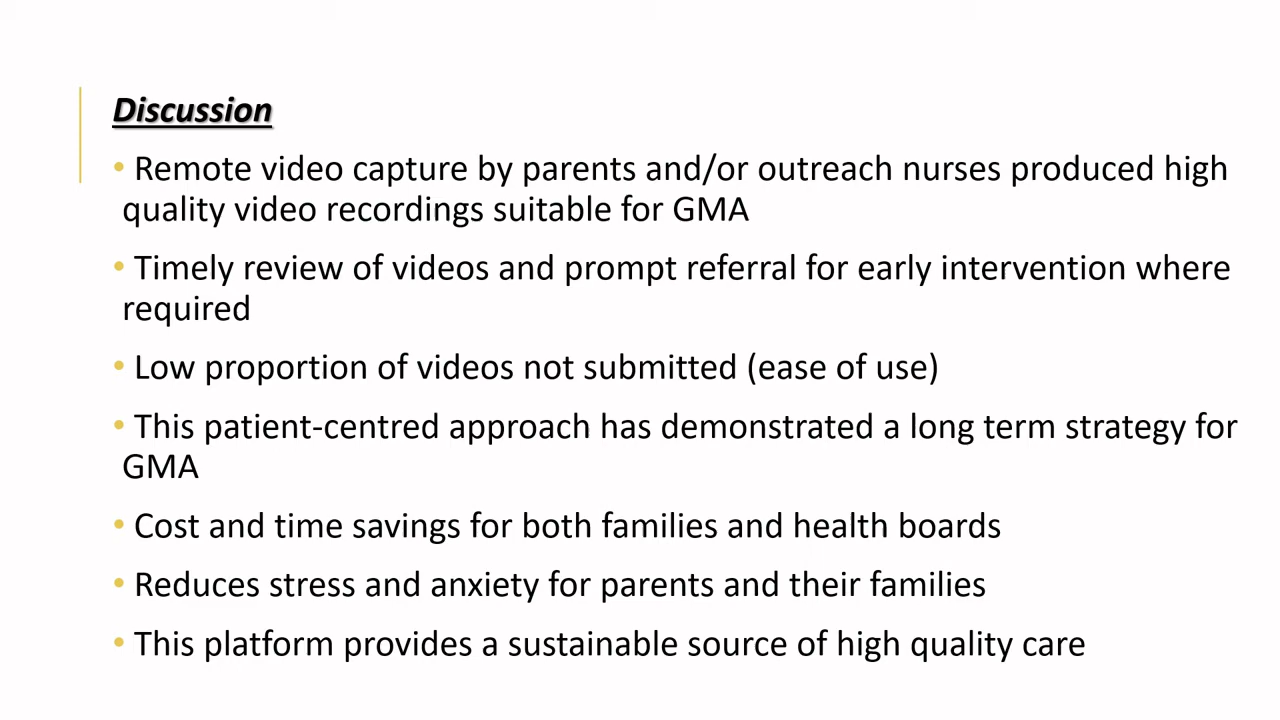 Discussion
• Remote video capture by parents and/or outreach nurses produced high
quality video recordings suitable for GMA
• Timely review of videos and prompt referral for early intervention where
required
• Low proportion of videos not submitted (ease of use)
• This patient-centred approach has demonstrated a long term strategy for
GMA
• Cost and time savings for both families and health boards
• Reduces stress and anxiety for parents and their families
• This platform provides a sustainable source of high quality care